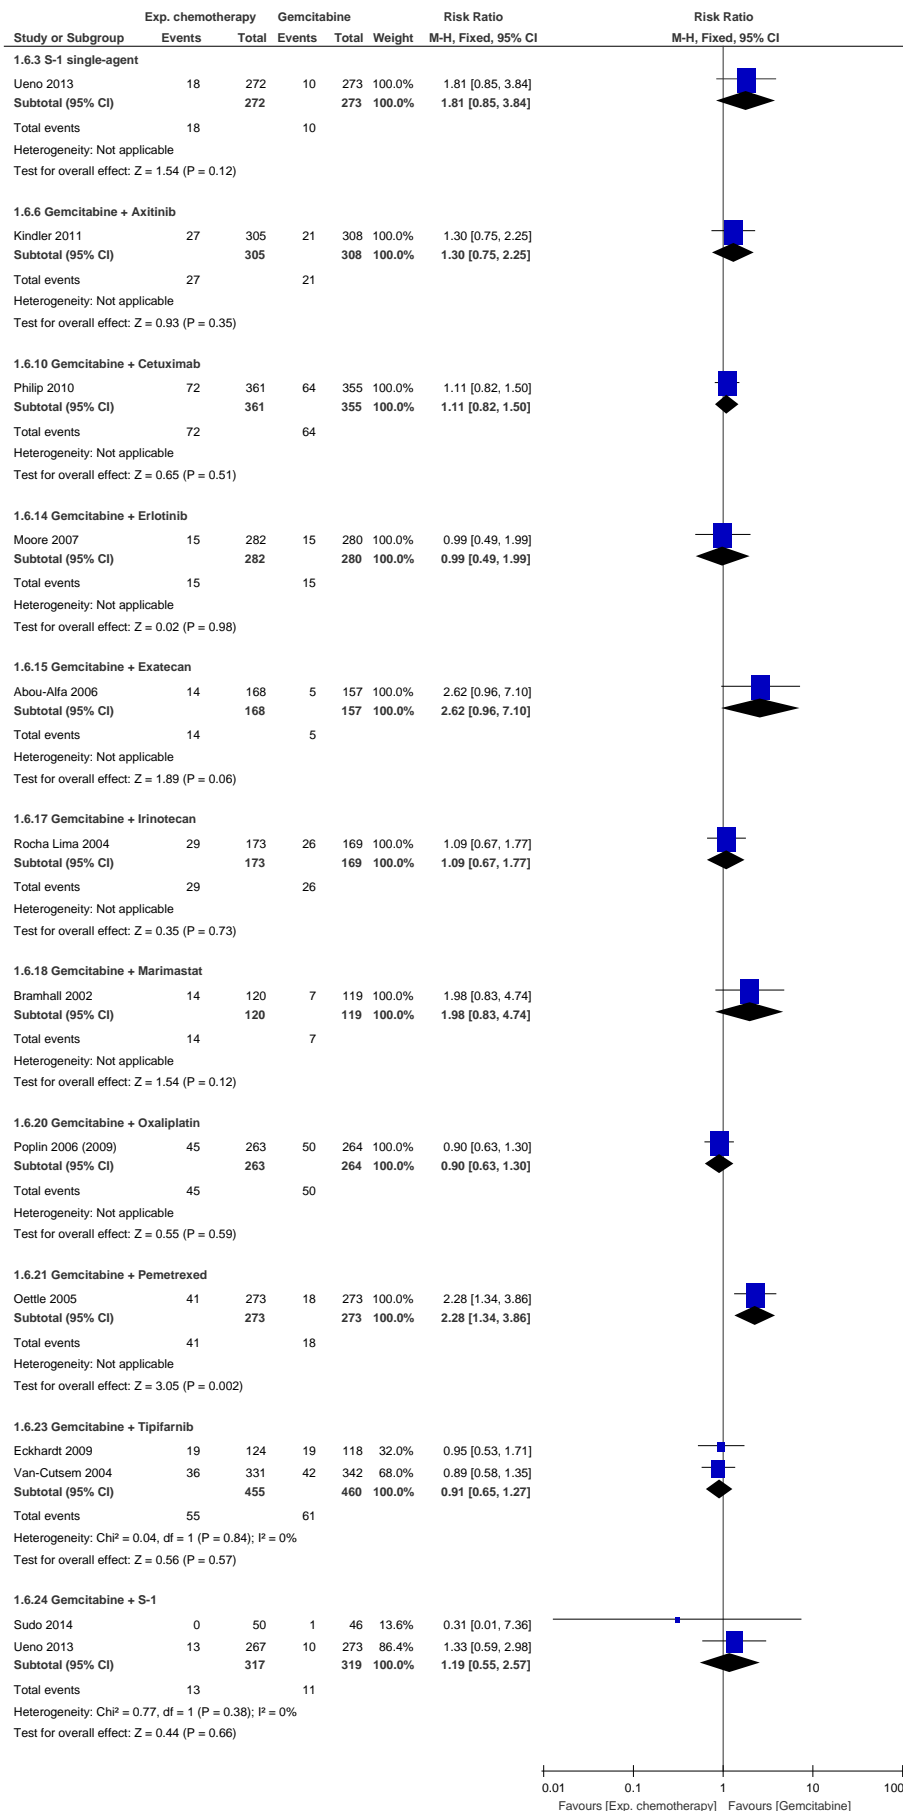 Exp. chemotherapy Gemcitabine Risk Ratio Risk Ratio
Study or Subgroup Events Total Events Total Weight M-H, Fixed, 95% CI M-H, Fixed, 95% CI
1.6.3 S-1 single-agent
Ueno 2013 18 272 10 273 100.0% 1.81 [0.85, 3.84]
Subtotal (95% CI) 272 273 100.0% 1.81 [0.85, 3.84]
Total events 18 10
Heterogeneity: Not applicable
Test for overall effect: Z = 1.54 (P = 0.12)
1.6.6 Gemcitabine + Axitinib
Kindler 2011 27 305 21 308 100.0% 1.30 [0.75, 2.25]
Subtotal (95% CI) 305 308 100.0% 1.30 [0.75, 2.25]
Total events 27 21
Heterogeneity: Not applicable
Test for overall effect: Z = 0.93 (P = 0.35)
1.6.10 Gemcitabine + Cetuximab
Philip 2010 72 361 64 355 100.0% 1.11 [0.82, 1.50]
Subtotal (95% CI) 361 355 100.0% 1.11 [0.82, 1.50]
Total events 72 64
Heterogeneity: Not applicable
Test for overall effect: Z = 0.65 (P = 0.51)
1.6.14 Gemcitabine + Erlotinib
Moore 2007 15 282 15 280 100.0% 0.99 [0.49, 1.99]
Subtotal (95% CI) 282 280 100.0% 0.99 [0.49, 1.99]
Total events 15 15
Heterogeneity: Not applicable
Test for overall effect: Z = 0.02 (P = 0.98)
1.6.15 Gemcitabine + Exatecan
Abou-Alfa 2006 14 168 5 157 100.0% 2.62 [0.96, 7.10]
Subtotal (95% CI) 168 157 100.0% 2.62 [0.96, 7.10]
Total events 14 5
Heterogeneity: Not applicable
Test for overall effect: Z = 1.89 (P = 0.06)
1.6.17 Gemcitabine + Irinotecan
Rocha Lima 2004 29 173 26 169 100.0% 1.09 [0.67, 1.77]
Subtotal (95% CI) 173 169 100.0% 1.09 [0.67, 1.77]
Total events 29 26
Heterogeneity: Not applicable
Test for overall effect: Z = 0.35 (P = 0.73)
1.6.18 Gemcitabine + Marimastat
Bramhall 2002 14 120 7 119 100.0% 1.98 [0.83, 4.74]
Subtotal (95% CI) 120 119 100.0% 1.98 [0.83, 4.74]
Total events 14 7
Heterogeneity: Not applicable
Test for overall effect: Z = 1.54 (P = 0.12)
1.6.20 Gemcitabine + Oxaliplatin
Poplin 2006 (2009) 45 263 50 264 100.0% 0.90 [0.63, 1.30]
Subtotal (95% CI) 263 264 100.0% 0.90 [0.63, 1.30]
Total events 45 50
Heterogeneity: Not applicable
Test for overall effect: Z = 0.55 (P = 0.59)
1.6.21 Gemcitabine + Pemetrexed
Oettle 2005 41 273 18 273 100.0% 2.28 [1.34, 3.86]
Subtotal (95% CI) 273 273 100.0% 2.28 [1.34, 3.86]
Total events 41 18
Heterogeneity: Not applicable
Test for overall effect: Z = 3.05 (P = 0.002)
1.6.23 Gemcitabine + Tipifarnib
Eckhardt 2009 19 124 19 118 32.0% 0.95 [0.53, 1.71]
Van-Cutsem 2004 36 331 42 342 68.0% 0.89 [0.58, 1.35]
Subtotal (95% CI) 455 460 100.0% 0.91 [0.65, 1.27]
Total events 55 61
Heterogeneity: Chi² = 0.04, df = 1 (P = 0.84); I² = 0%
Test for overall effect: Z = 0.56 (P = 0.57)
1.6.24 Gemcitabine + S-1
Sudo 2014 0 50 1 46 13.6% 0.31 [0.01, 7.36]
Ueno 2013 13 267 10 273 86.4% 1.33 [0.59, 2.98]
Subtotal (95% CI) 317 319 100.0% 1.19 [0.55, 2.57]
Total events 13 11
Heterogeneity: Chi² = 0.77, df = 1 (P = 0.38); I² = 0%
Test for overall effect: Z = 0.44 (P = 0.66)
0.01 0.1 1 10 100
Favours [Exp. chemotherapy] Favours [Gemcitabine]